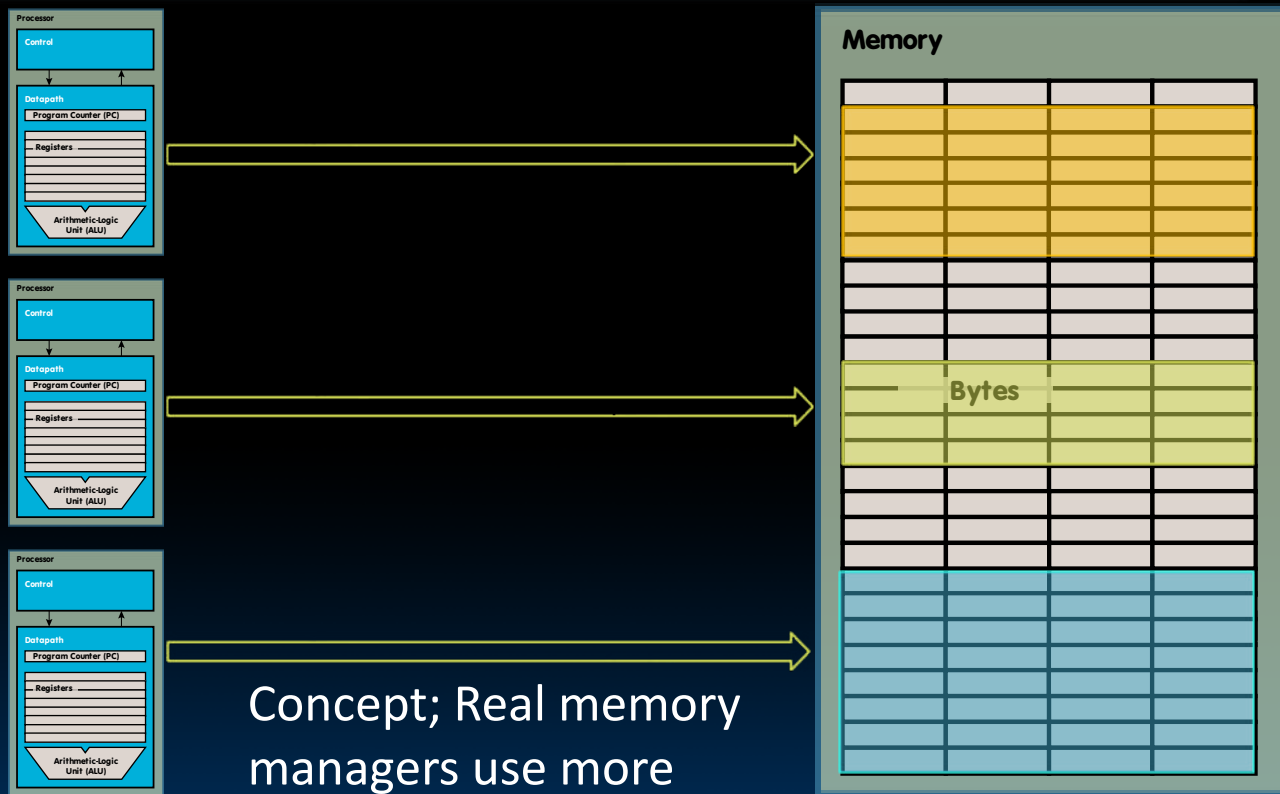 Processor
Control
Datapath
Program Counter (PC)
Registers
Arithmetic-Logic
Unit (ALU)
Processor
Control
Datapath
Program Counter (PC)
Registers
Arithmetic-Logic
Unit (ALU)
Processor
Control
Datapath
Program Counter (PC)
Registers
Arithmetic-Logic
Unit (ALU)
Concept; Real memory
managers use more
Memory
Bytes